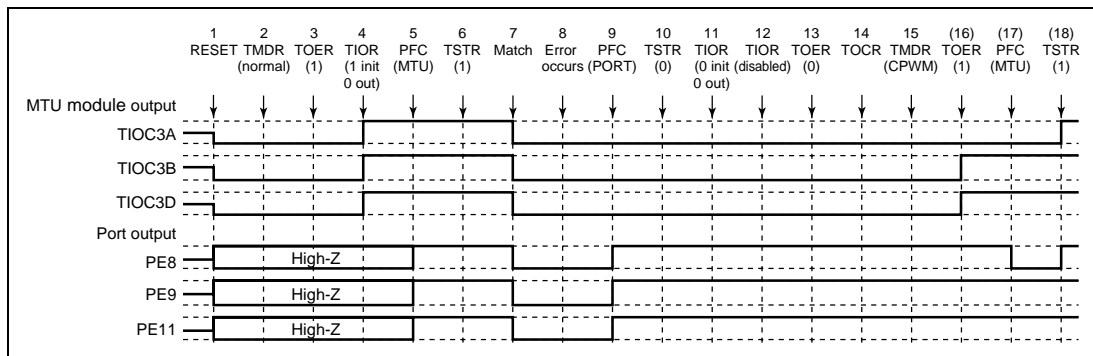 1 2 3 4 5 6 7 8 9 10 11 12 13 14 15 (16) (17) (18)
RESET TMDR TOER TIOR PFC TSTR Match Error PFC TSTR TIOR TIOR TOER TOCR TMDR TOER PFC TSTR
(normal) (1) (1 init (MTU) (1) occurs (PORT) (0) (0 init (disabled) (0) (CPWM) (1) (MTU) (1)
0 out) 0 out)
MTU module output
TIOC3A
TIOC3B
TIOC3D
Port output
PE8 High-Z
PE9 High-Z
PE11 High-Z